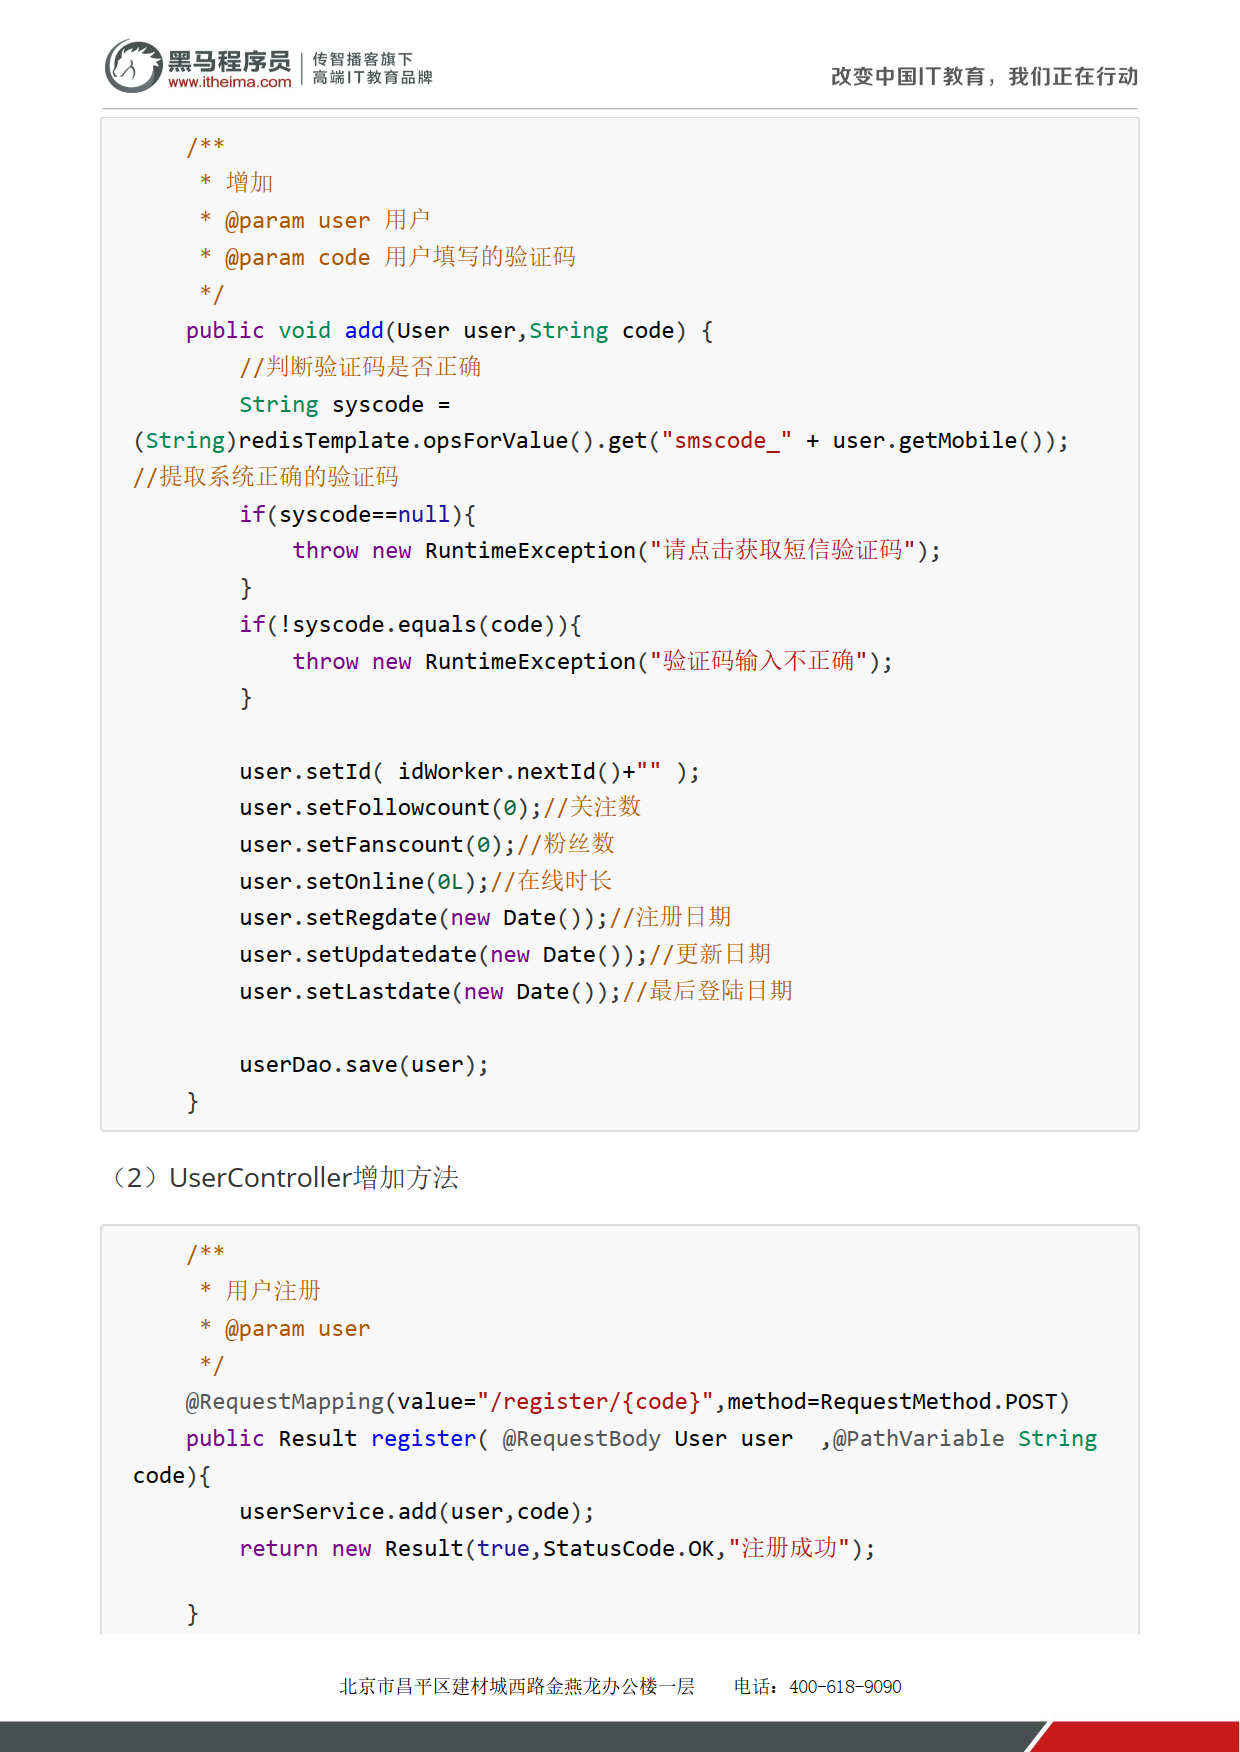 黑马程序员
www.itheima.com
传智播客旗下
高端IT教育品牌
改变中国IT教育，我们正在行动
    /**
     * 增加
     * @param user 用户
     * @param code 用户填写的验证码
     */
    public void add(User user,String code) {
        //判断验证码是否正确
        String syscode =
(String)redisTemplate.opsForValue().get("smscode_" + user.getMobile());
//提取系统正确的验证码
        if(syscode==null){
            throw new RuntimeException("请点击获取短信验证码");
        }
        if(!syscode.equals(code)){
            throw new RuntimeException("验证码输入不正确");
        }
        user.setId( idWorker.nextId()+"" );
        user.setFollowcount(0);//关注数
        user.setFanscount(0);//粉丝数
        user.setOnline(0L);//在线时长
        user.setRegdate(new Date());//注册日期
        user.setUpdatedate(new Date());//更新日期
        user.setLastdate(new Date());//最后登陆日期
        userDao.save(user);
    }
（2）UserController增加方法
    /**
     * 用户注册
     * @param user
     */
    @RequestMapping(value="/register/{code}",method=RequestMethod.POST)
    public Result register( @RequestBody User user  ,@PathVariable String
code){
        userService.add(user,code);
        return new Result(true,StatusCode.OK,"注册成功");
    }
北京市昌平区建材城西路金燕龙办公楼一层    电话：400-618-9090